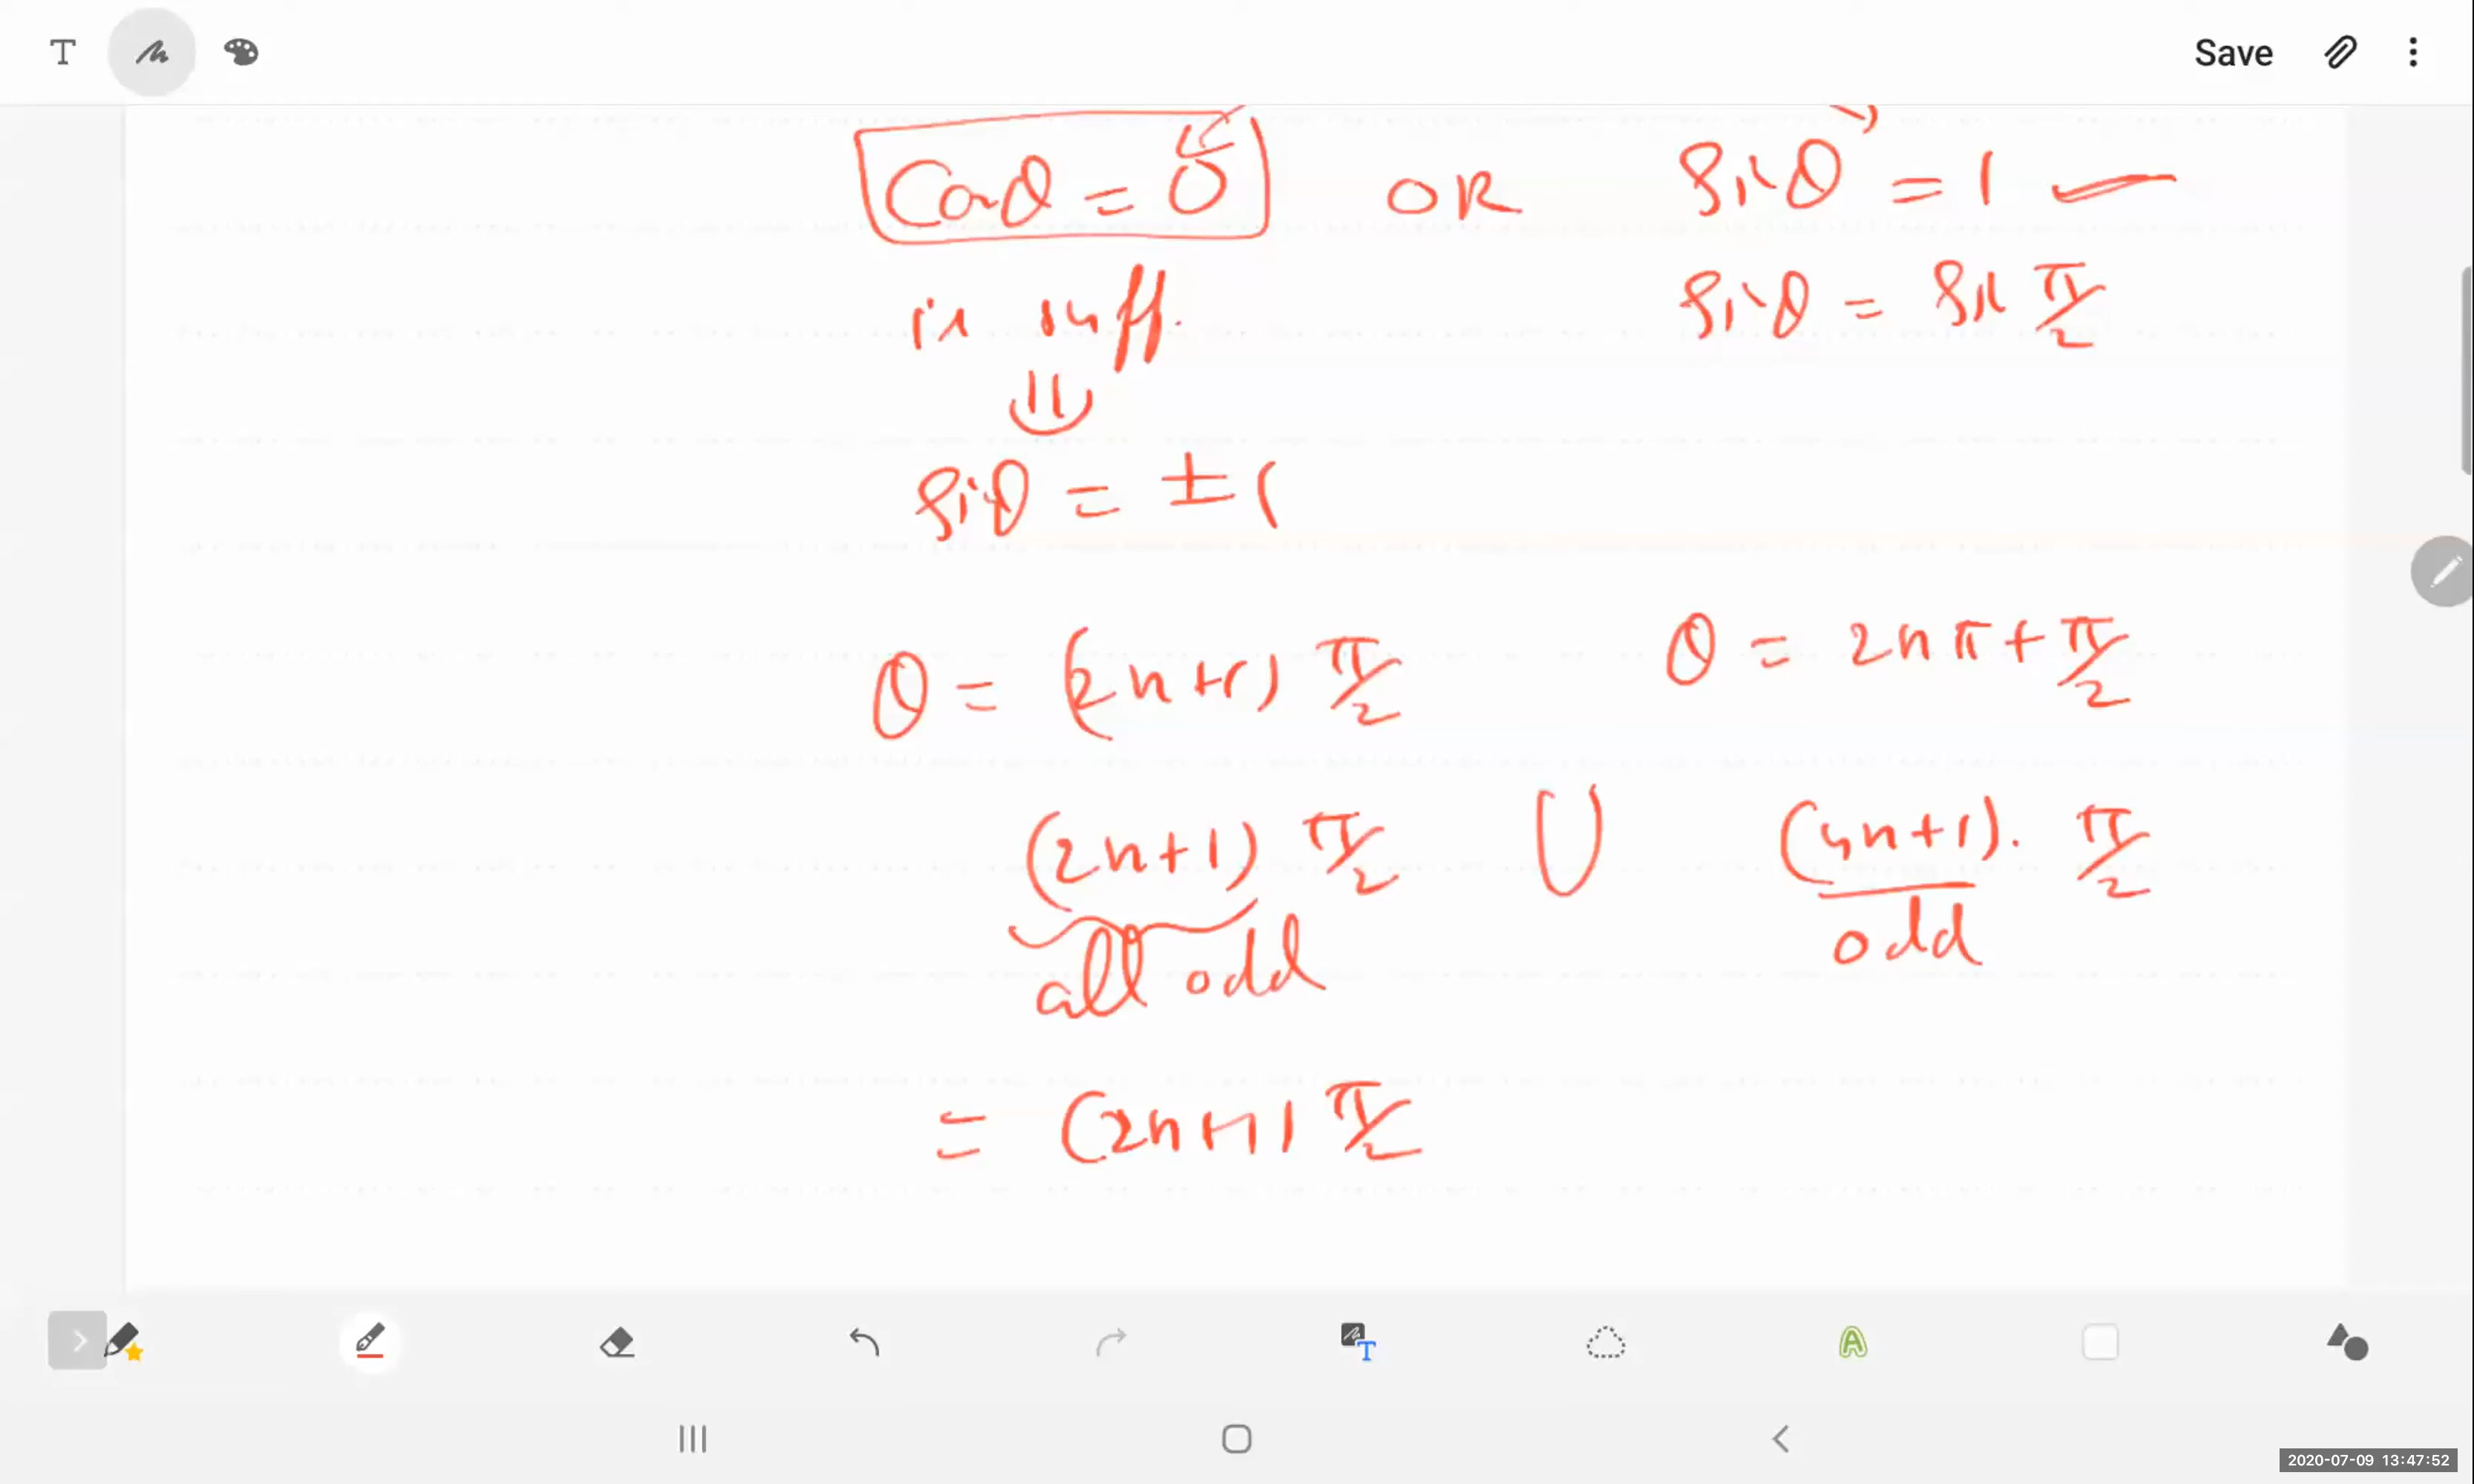 T Save
Cosθ = 0 OR sinθ = 1
is suff. sinθ = sin π/2
⇓
sinθ = ±1
θ = (2n+1) π/2 θ = 2nπ + π/2
(2n+1) π/2 ∪ (4n+1). π/2
all odd odd
= (2n+1) π/2
T A
2020-07-09 13:47:52